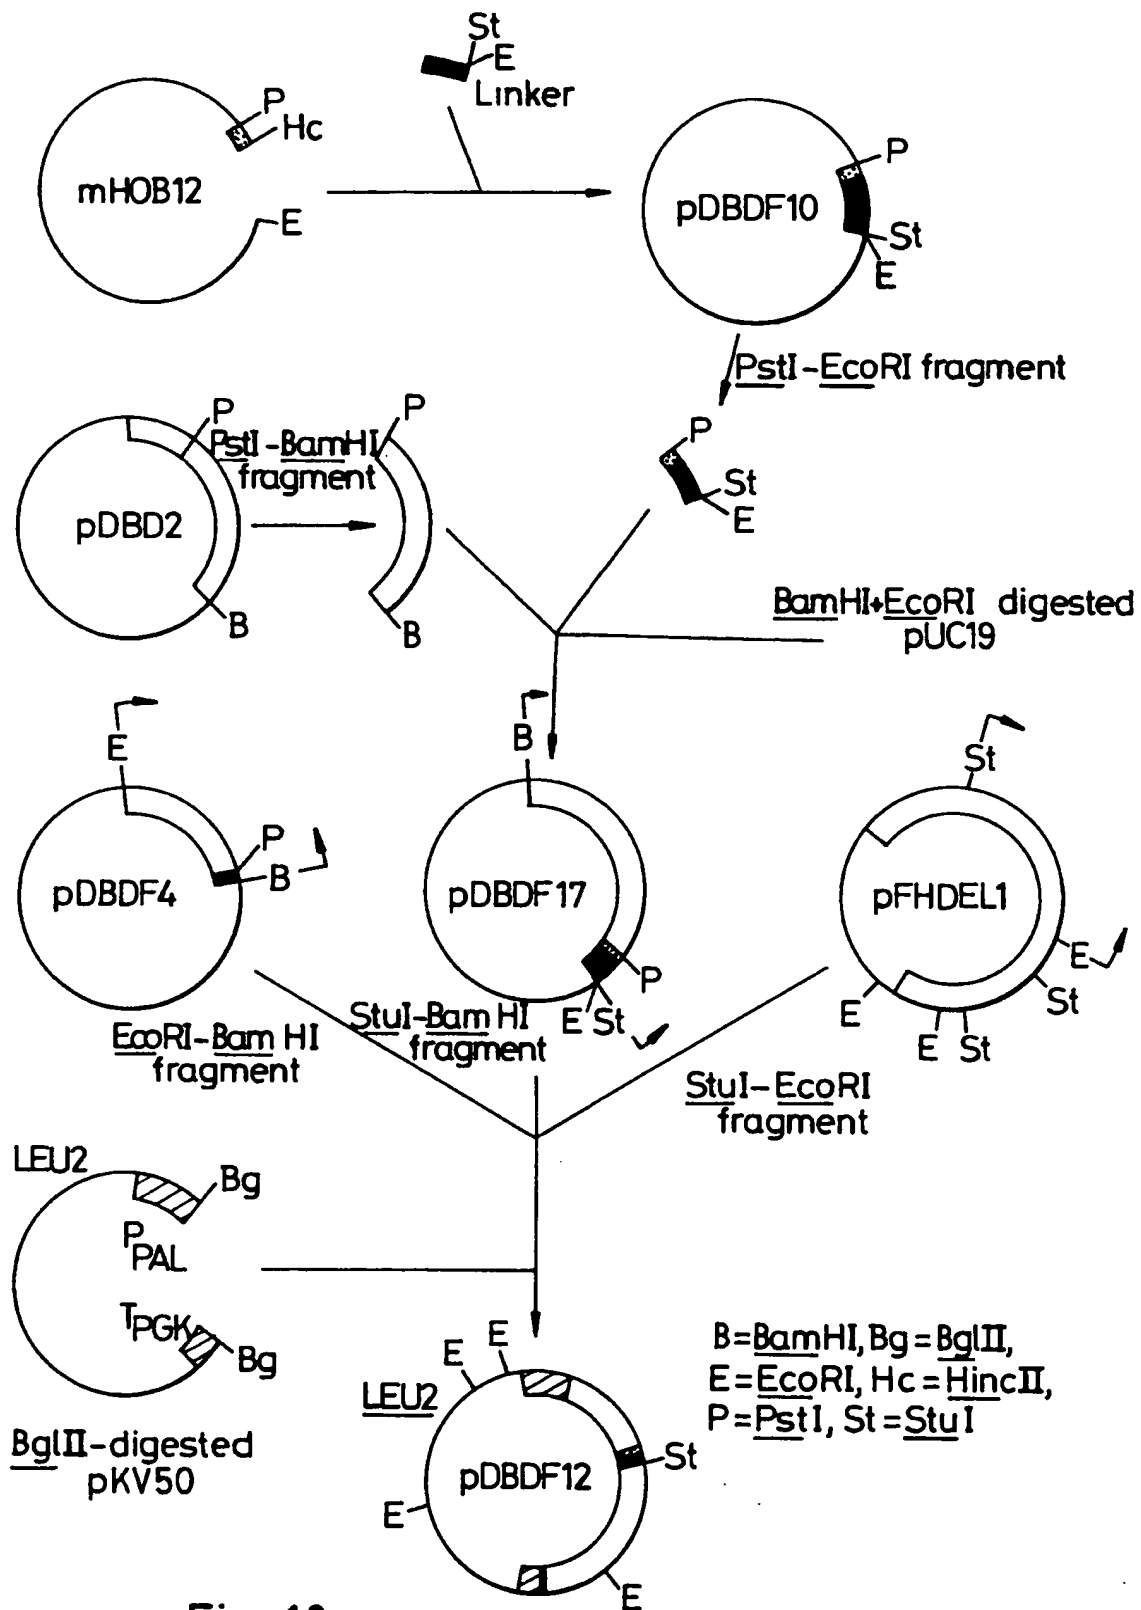 St
E
Linker
P
Hc
mHOB12
E
P
pDBDF10
St
E
PstI-EcoRI fragment
P
PstI-BamHI
fragment
P
pDBD2
B
B
P
St
E
BamHI+EcoRI digested
pUC19
E
P
B
pDBDF4
B
pDBDF17
P
E St
St
pFHDEL1
E
St
E
E St
EcoRI-Bam HI
fragment
StuI-Bam HI
fragment
StuI-EcoRI
fragment
LEU2
Bg
PPAL
TPGK
Bg
BglII-digested
pKV50
E
E
LEU2
pDBDF12
St
E
E
B=BamHI, Bg=BglII,
E=EcoRI, Hc=HincII,
P=PstI, St=StuI